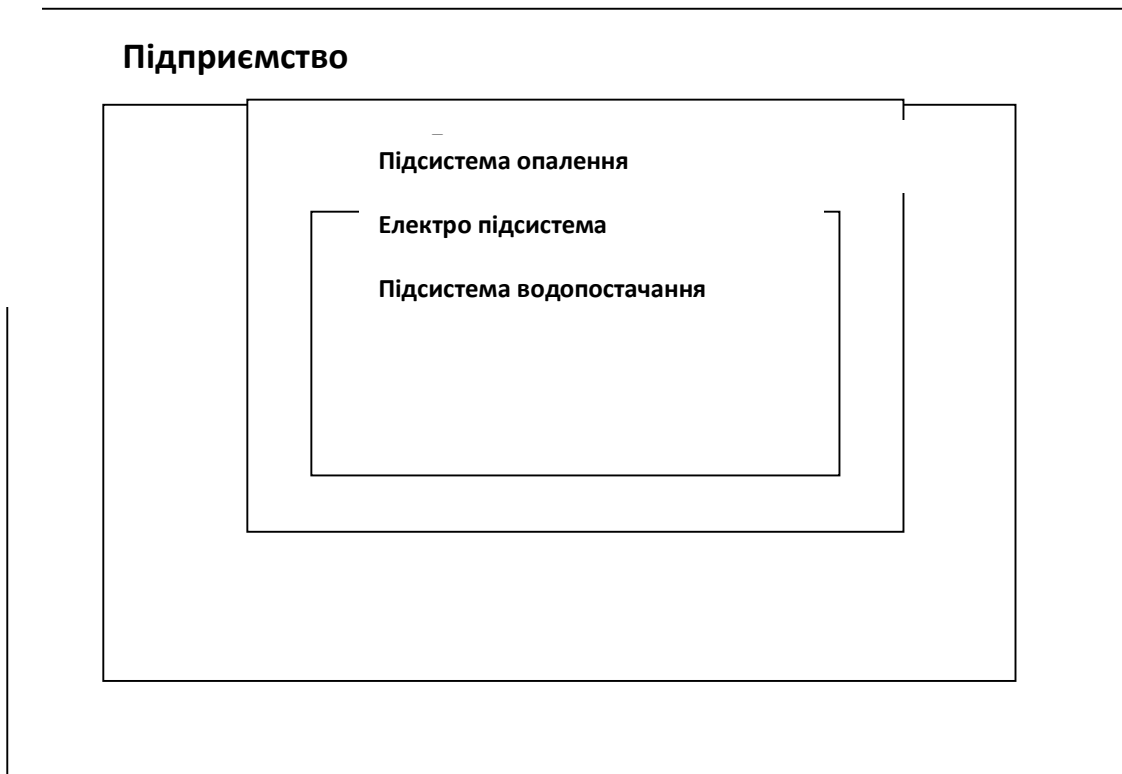 Підприємство
Підсистема опалення
Електро підсистема
Підсистема водопостачання